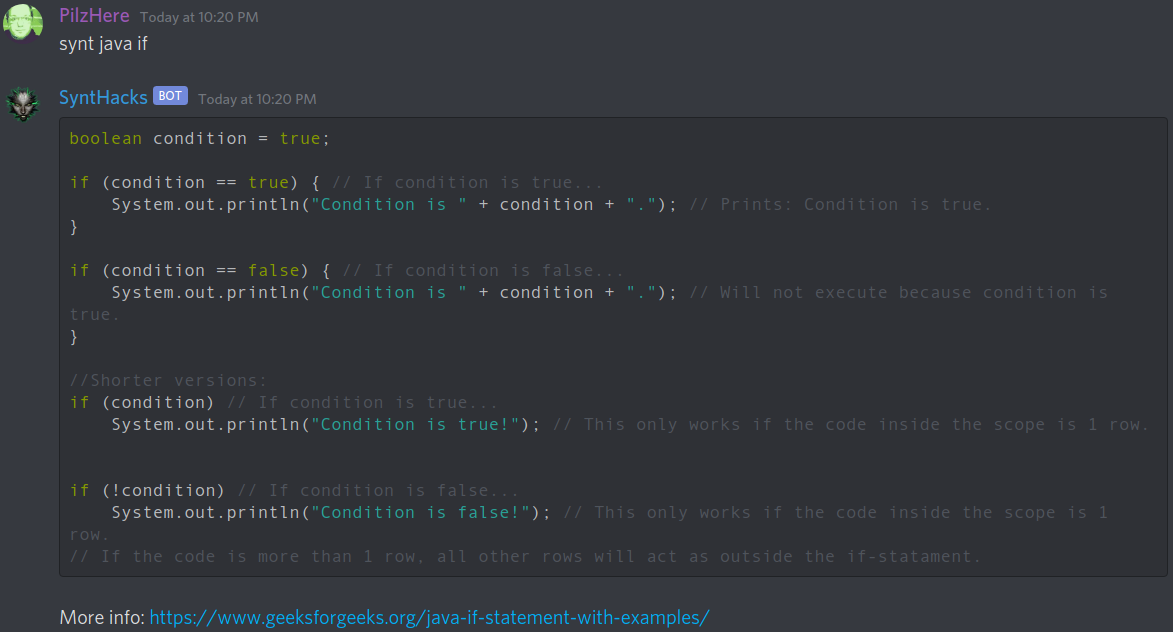 PilzHere Today at 10:20 PM
synt java if
SyntHacks BOT Today at 10:20 PM
boolean condition = true;
if (condition == true) { // If condition is true...
    System.out.println("Condition is " + condition + "."); // Prints: Condition is true.
}
if (condition == false) { // If condition is false...
    System.out.println("Condition is " + condition + "."); // Will not execute because condition is
true.
}
//Shorter versions:
if (condition) // If condition is true...
    System.out.println("Condition is true!"); // This only works if the code inside the scope is 1 row.
if (!condition) // If condition is false...
    System.out.println("Condition is false!"); // This only works if the code inside the scope is 1
row.
// If the code is more than 1 row, all other rows will act as outside the if-statament.
More info: https://www.geeksforgeeks.org/java-if-statement-with-examples/